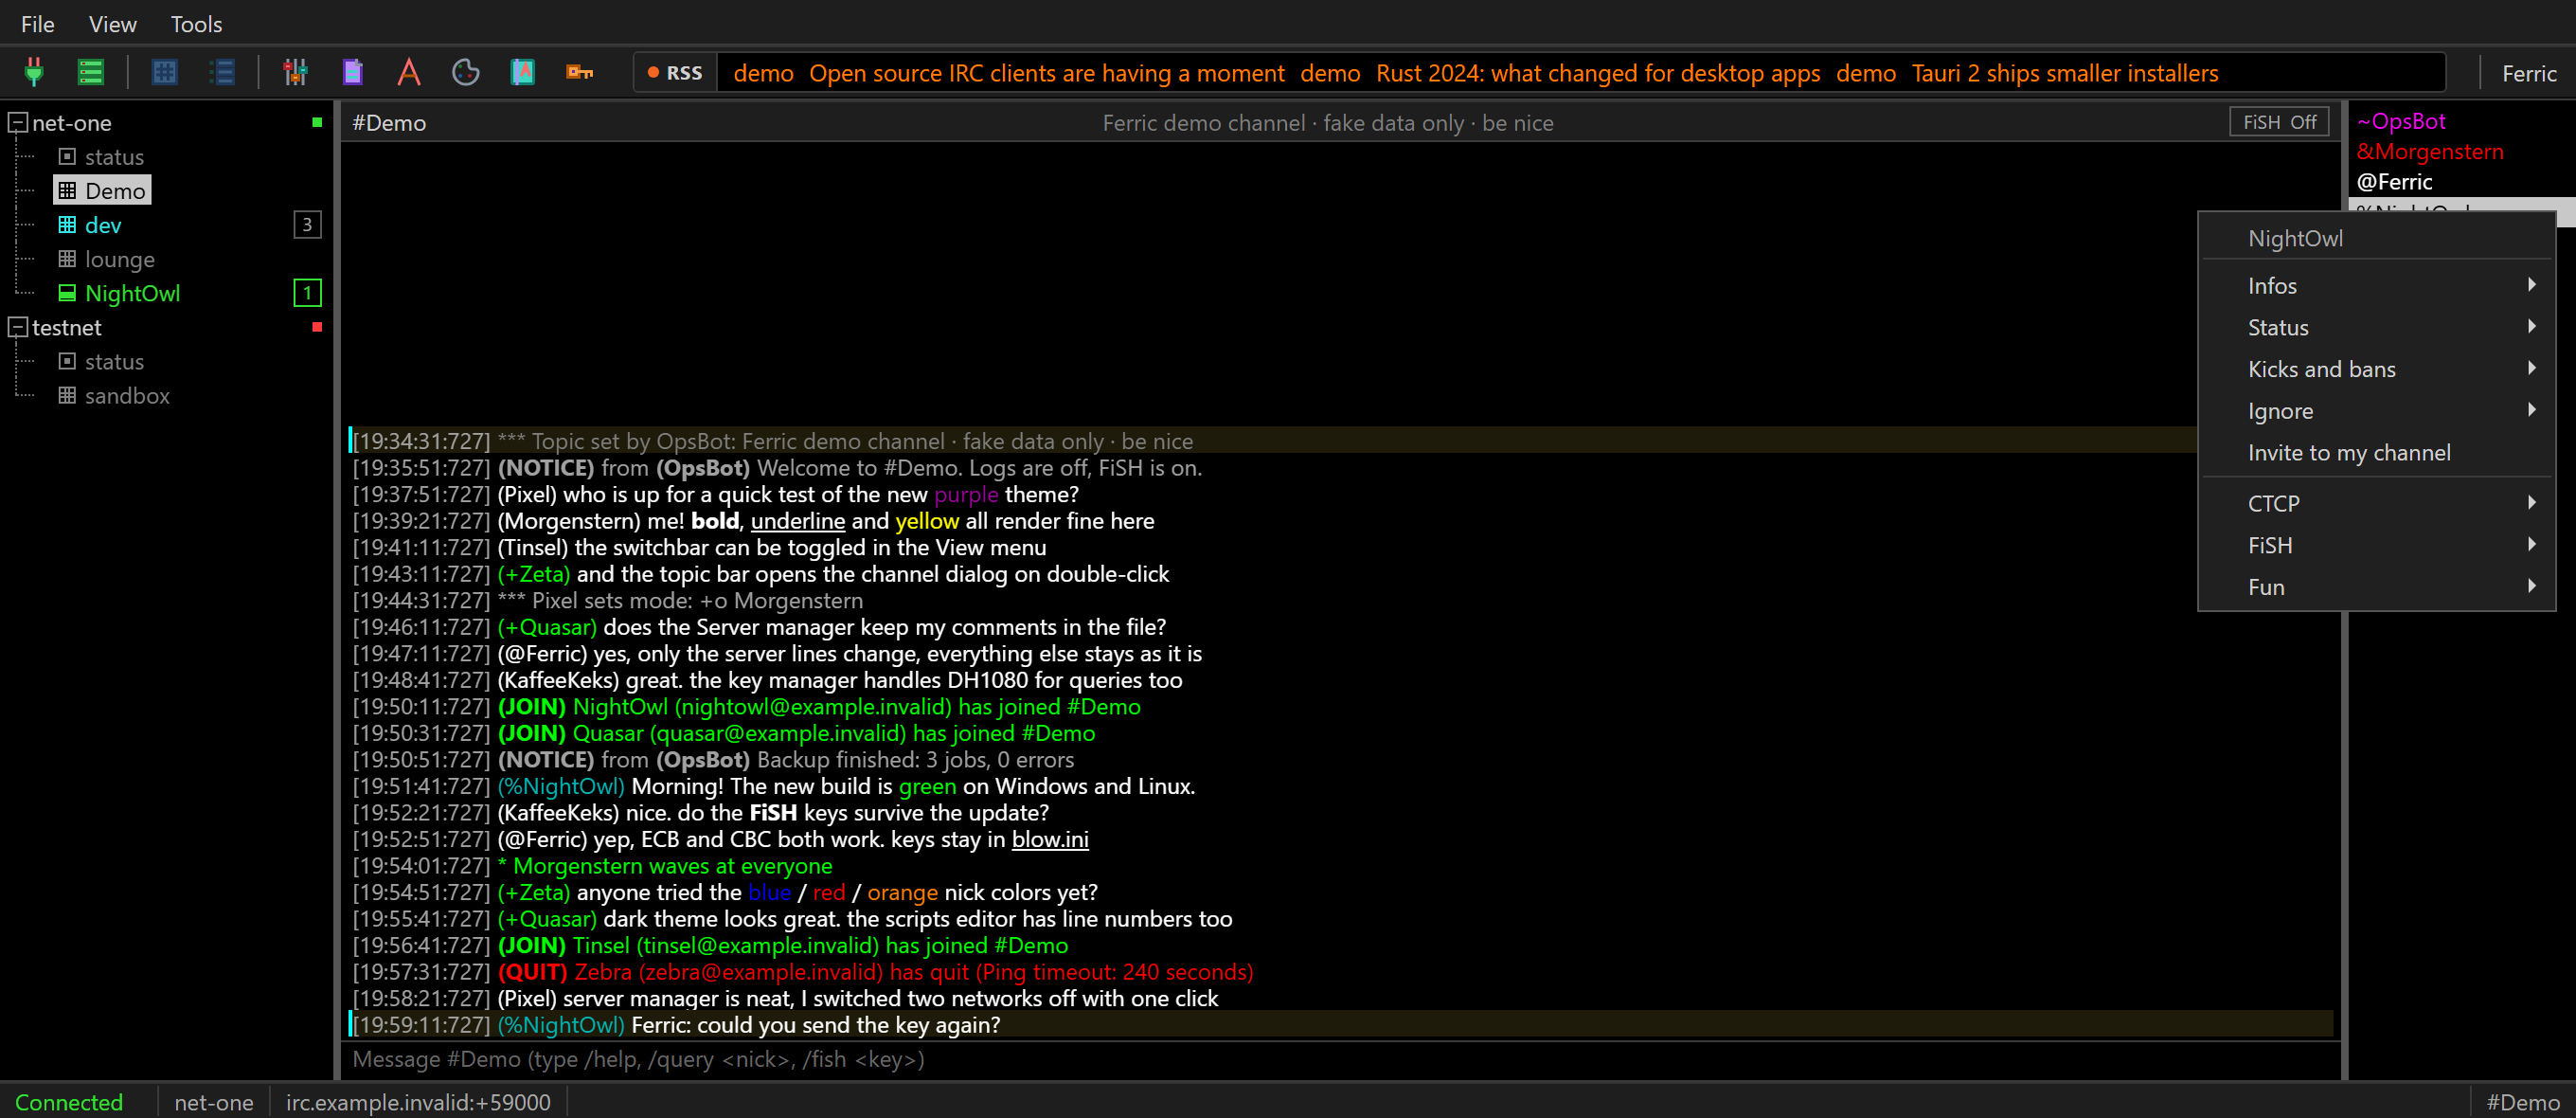 File View Tools
RSS demo Open source IRC clients are having a moment demo Rust 2024: what changed for desktop apps demo Tauri 2 ships smaller installers Ferric
net-one
status
Demo
dev 3
lounge
NightOwl 1
testnet
status
sandbox
#Demo Ferric demo channel · fake data only · be nice FiSH Off
[19:34:31:727] *** Topic set by OpsBot: Ferric demo channel · fake data only · be nice
[19:35:51:727] (NOTICE) from (OpsBot) Welcome to #Demo. Logs are off, FiSH is on.
[19:37:51:727] (Pixel) who is up for a quick test of the new purple theme?
[19:39:21:727] (Morgenstern) me! bold, underline and yellow all render fine here
[19:41:11:727] (Tinsel) the switchbar can be toggled in the View menu
[19:43:11:727] (+Zeta) and the topic bar opens the channel dialog on double-click
[19:44:31:727] *** Pixel sets mode: +o Morgenstern
[19:46:11:727] (+Quasar) does the Server manager keep my comments in the file?
[19:47:11:727] (@Ferric) yes, only the server lines change, everything else stays as it is
[19:48:41:727] (KaffeeKeks) great. the key manager handles DH1080 for queries too
[19:50:11:727] (JOIN) NightOwl (nightowl@example.invalid) has joined #Demo
[19:50:31:727] (JOIN) Quasar (quasar@example.invalid) has joined #Demo
[19:50:51:727] (NOTICE) from (OpsBot) Backup finished: 3 jobs, 0 errors
[19:51:41:727] (%NightOwl) Morning! The new build is green on Windows and Linux.
[19:52:21:727] (KaffeeKeks) nice. do the FiSH keys survive the update?
[19:52:51:727] (@Ferric) yep, ECB and CBC both work. keys stay in blow.ini
[19:54:01:727] * Morgenstern waves at everyone
[19:54:51:727] (+Zeta) anyone tried the blue / red / orange nick colors yet?
[19:55:41:727] (+Quasar) dark theme looks great. the scripts editor has line numbers too
[19:56:41:727] (JOIN) Tinsel (tinsel@example.invalid) has joined #Demo
[19:57:31:727] (QUIT) Zebra (zebra@example.invalid) has quit (Ping timeout: 240 seconds)
[19:58:21:727] (Pixel) server manager is neat, I switched two networks off with one click
[19:59:11:727] (%NightOwl) Ferric: could you send the key again?
Message #Demo (type /help, /query <nick>, /fish <key>)
~OpsBot
&Morgenstern
@Ferric
NightOwl
Infos
Status
Kicks and bans
Ignore
Invite to my channel
CTCP
FiSH
Fun
Connected net-one irc.example.invalid:+59000 #Demo